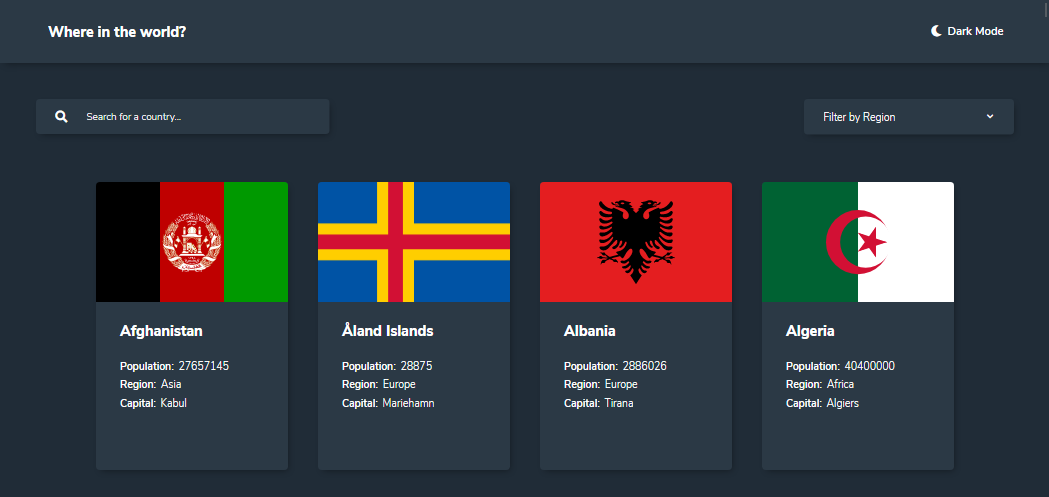 Where in the world?
Dark Mode
Search for a country...
Filter by Region
Afghanistan
Population: 27657145
Region: Asia
Capital: Kabul
Åland Islands
Population: 28875
Region: Europe
Capital: Mariehamn
Albania
Population: 2886026
Region: Europe
Capital: Tirana
Algeria
Population: 40400000
Region: Africa
Capital: Algiers